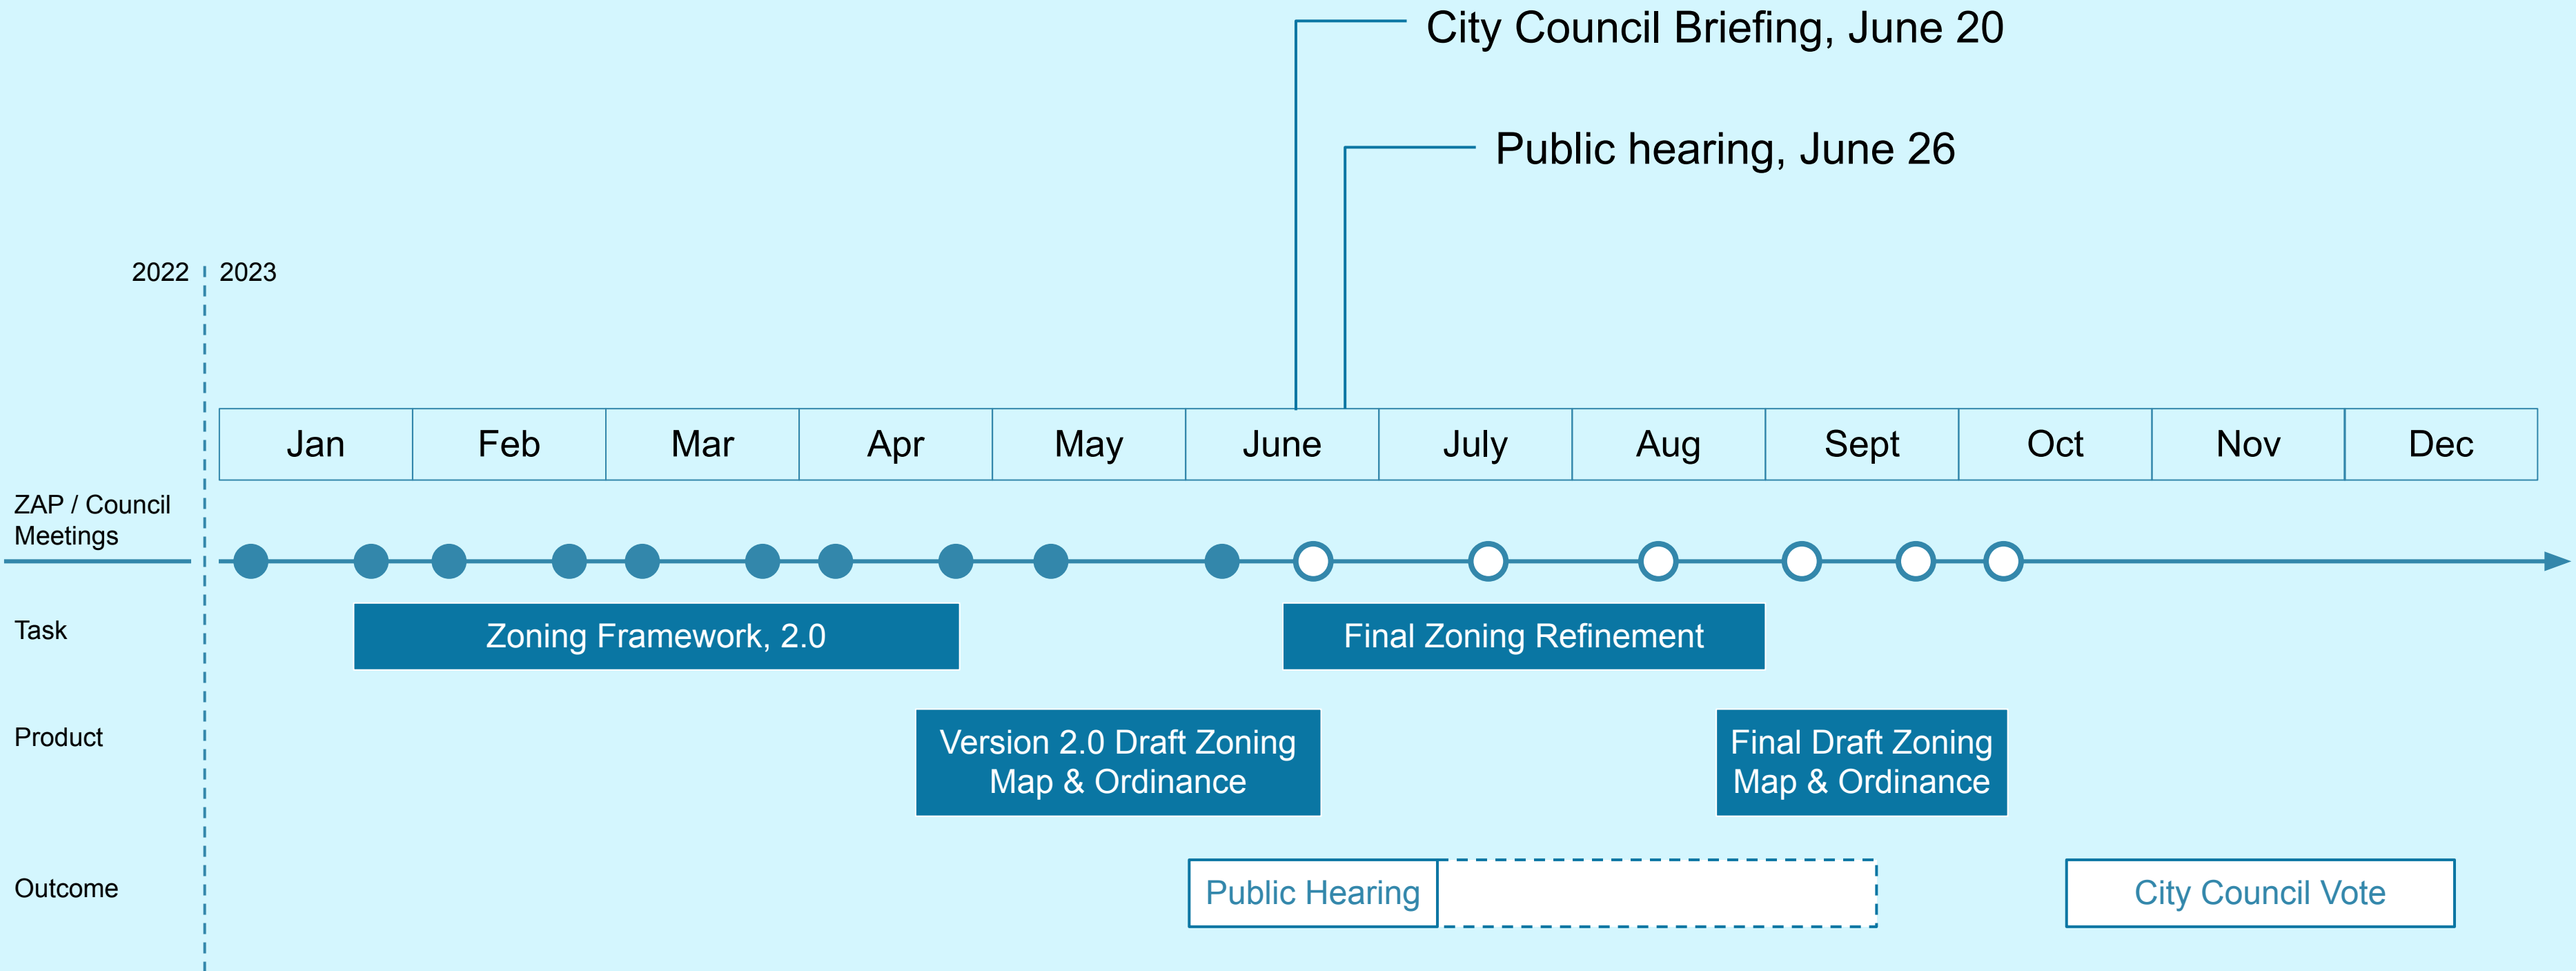 City Council Briefing, June 20
Public hearing, June 26
2022
2023
Jan
Feb
Mar
Apr
May
June
July
Aug
Sept
Oct
Nov
Dec
ZAP / Council
Meetings
Task
Zoning Framework, 2.0
Final Zoning Refinement
Product
Version 2.0 Draft Zoning
Map & Ordinance
Final Draft Zoning
Map & Ordinance
Outcome
Public Hearing
City Council Vote